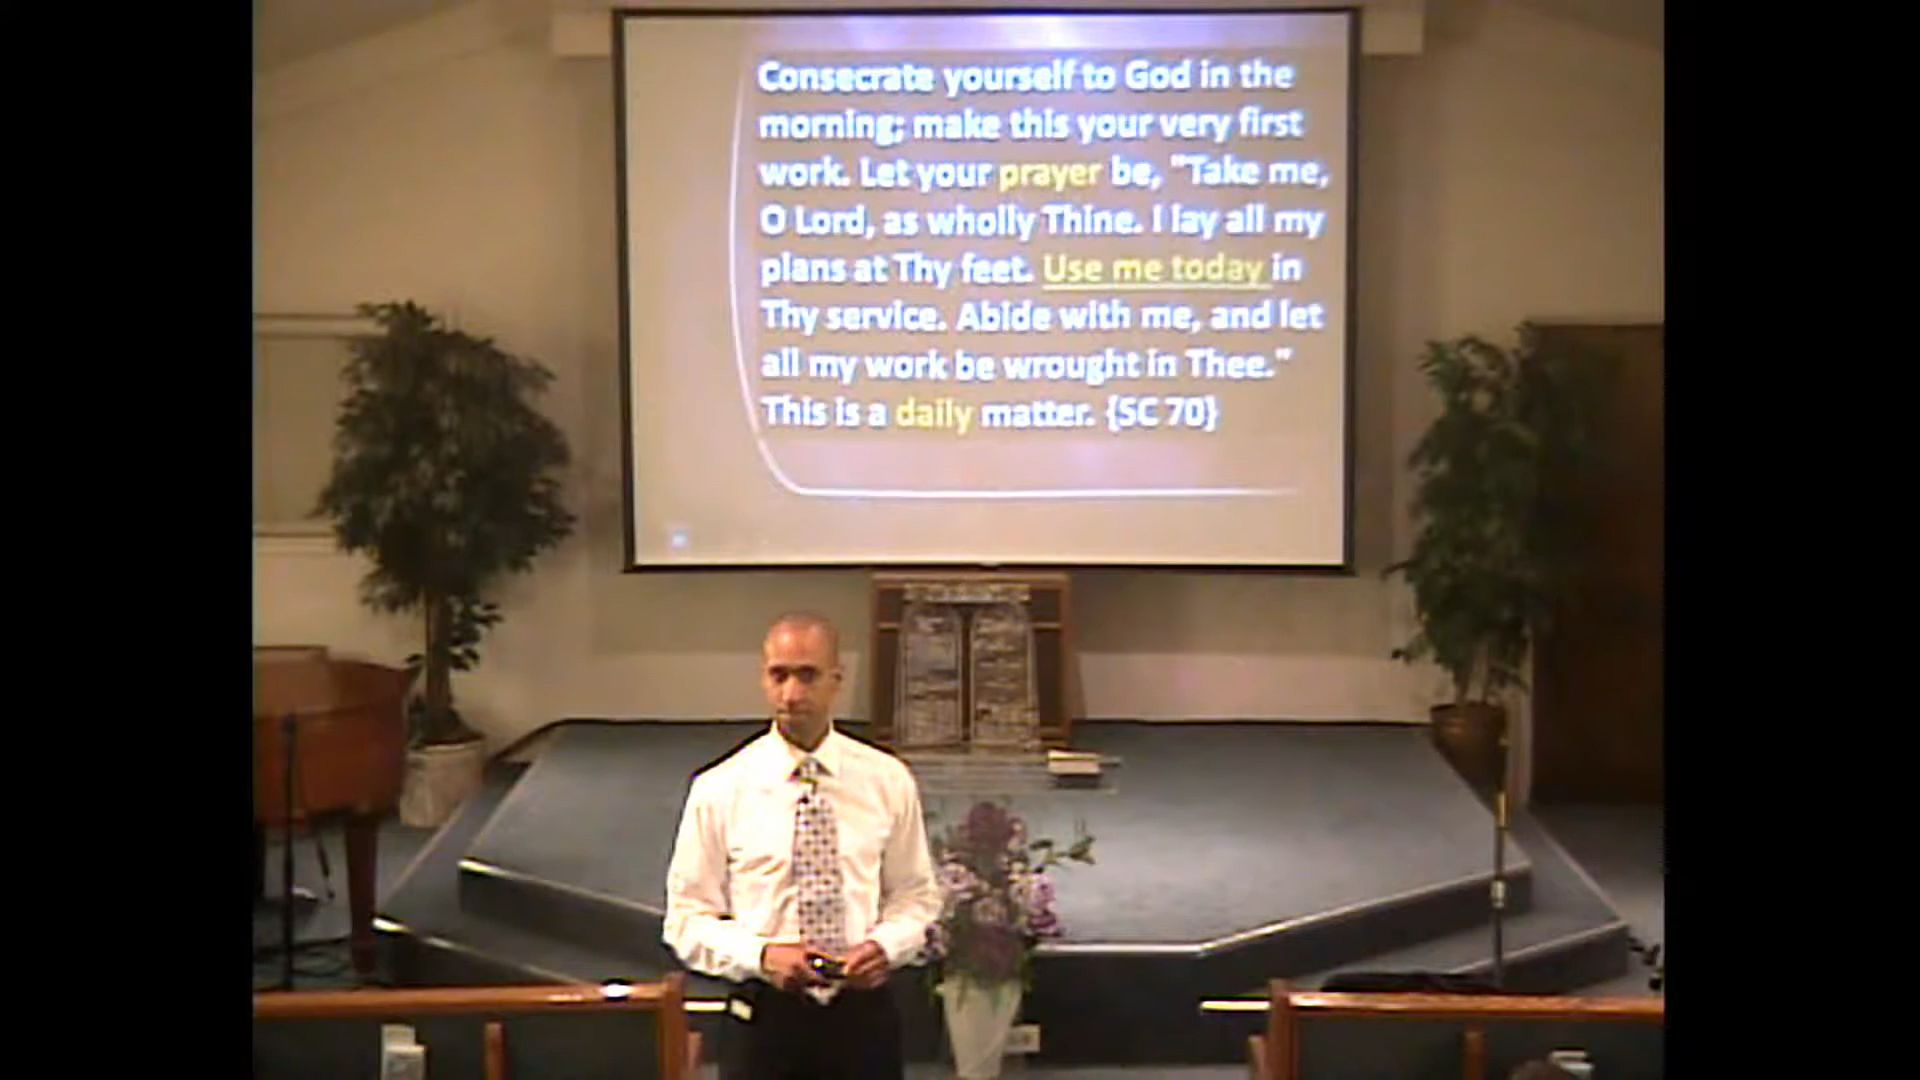 Consecrate yourself to God in the
morning; make this your very first
work. Let your prayer be, "Take me,
O Lord, as wholly Thine. I lay all my
plans at Thy feet. Use me today in
Thy service. Abide with me, and let
all my work be wrought in Thee."
This is a daily matter. {SC 70}